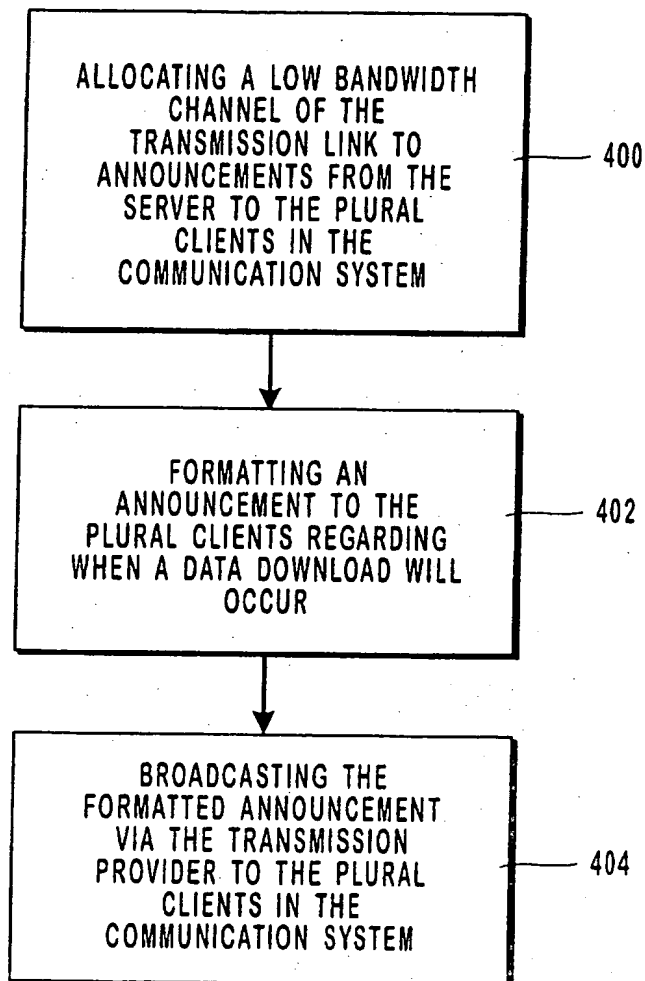 ALLOCATING A LOW BANDWIDTH
CHANNEL OF THE
TRANSMISSION LINK TO
ANNOUNCEMENTS FROM THE
SERVER TO THE PLURAL
CLIENTS IN THE
COMMUNICATION SYSTEM
400
FORMATTING AN
ANNOUNCEMENT TO THE
PLURAL CLIENTS REGARDING
WHEN A DATA DOWNLOAD WILL
OCCUR
402
BROADCASTING THE
FORMATTED ANNOUNCEMENT
VIA THE TRANSMISSION
PROVIDER TO THE PLURAL
CLIENTS IN THE
COMMUNICATION SYSTEM
404